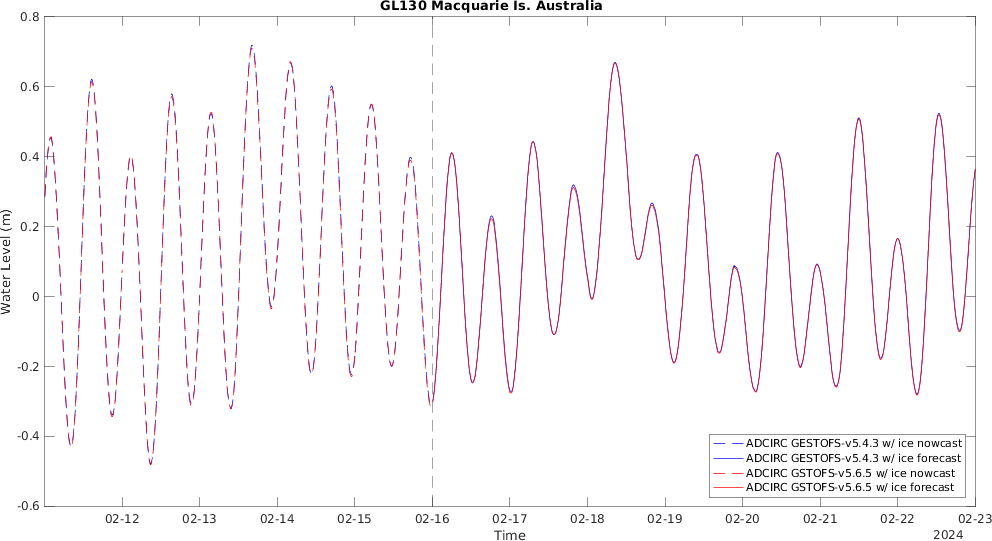 GL130 Macquarie Is. Australia
0.8
0.6
0.4
0.2
0
-0.2
-0.4
-0.6
Water Level (m)
ADCIRC GESTOFS-v5.4.3 w/ ice nowcast
ADCIRC GESTOFS-v5.4.3 w/ ice forecast
ADCIRC GSTOFS-v5.6.5 w/ ice nowcast
ADCIRC GSTOFS-v5.6.5 w/ ice forecast
02-12 02-13 02-14 02-15 02-16 02-17 02-18 02-19 02-20 02-21 02-22 02-23
Time
2024